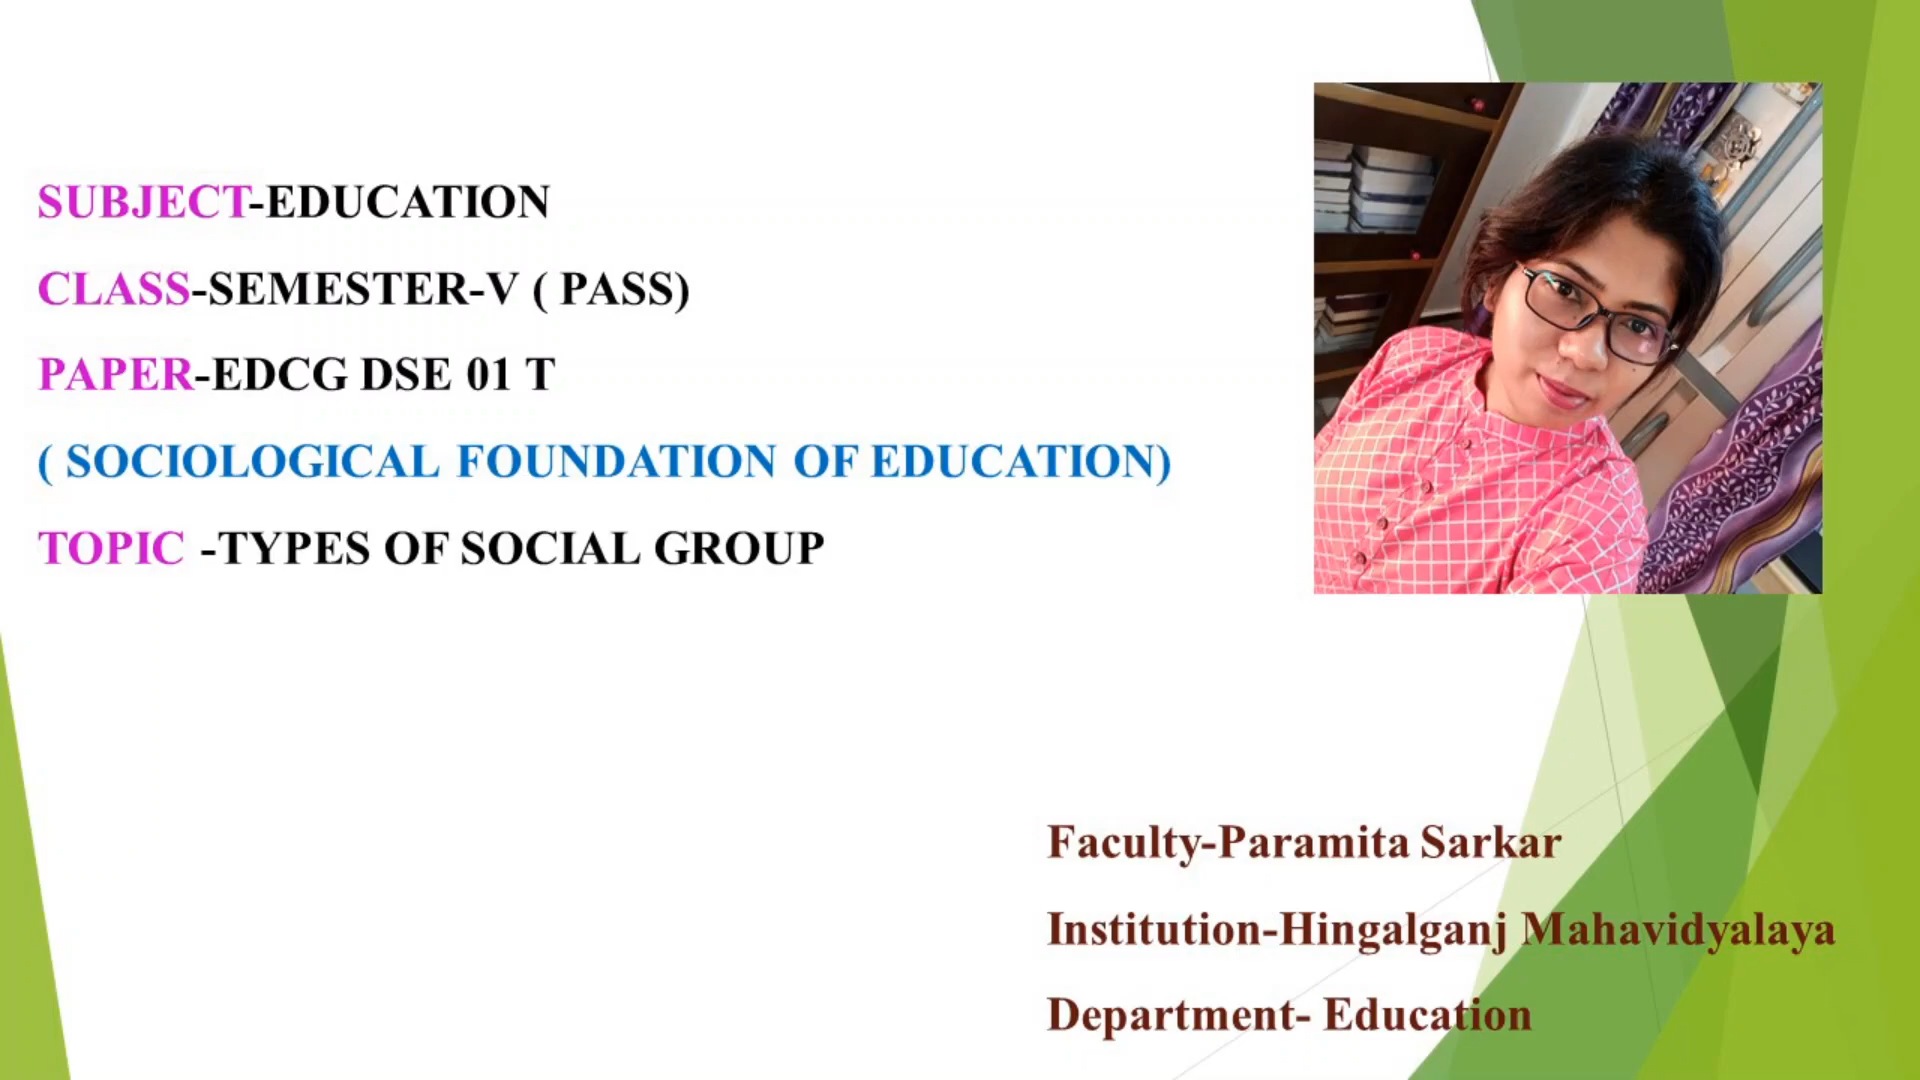 SUBJECT-EDUCATION
CLASS-SEMESTER-V ( PASS)
PAPER-EDCG DSE 01 T
( SOCIOLOGICAL FOUNDATION OF EDUCATION)
TOPIC -TYPES OF SOCIAL GROUP
Faculty-Paramita Sarkar
Institution-Hingalganj Mahavidyalaya
Department- Education